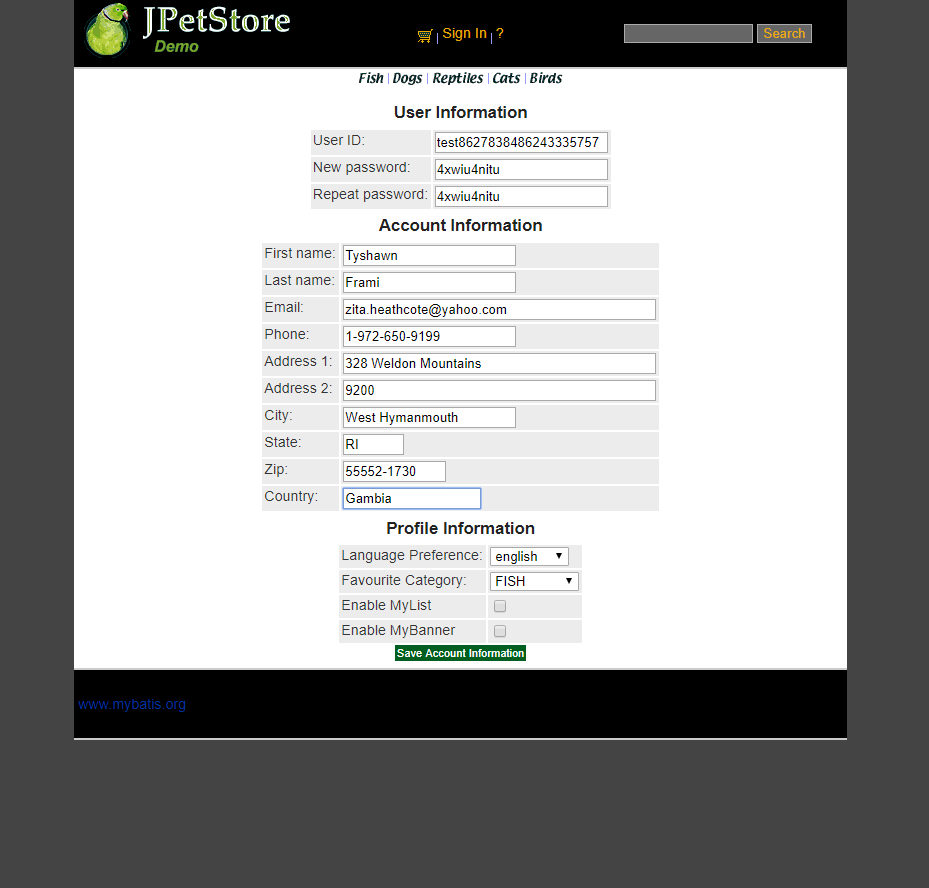 JPetStore
Demo
Sign In | ?
Search
Fish | Dogs | Reptiles | Cats | Birds
User Information
User ID: test8627838486243335757
New password: 4xwiu4nitu
Repeat password: 4xwiu4nitu
Account Information
First name: Tyshawn
Last name: Frami
Email: zita.heathcote@yahoo.com
Phone: 1-972-650-9199
Address 1: 328 Weldon Mountains
Address 2: 9200
City: West Hymanmouth
State: RI
Zip: 55552-1730
Country: Gambia
Profile Information
Language Preference: english
Favourite Category: FISH
Enable MyList
Enable MyBanner
Save Account Information
www.mybatis.org